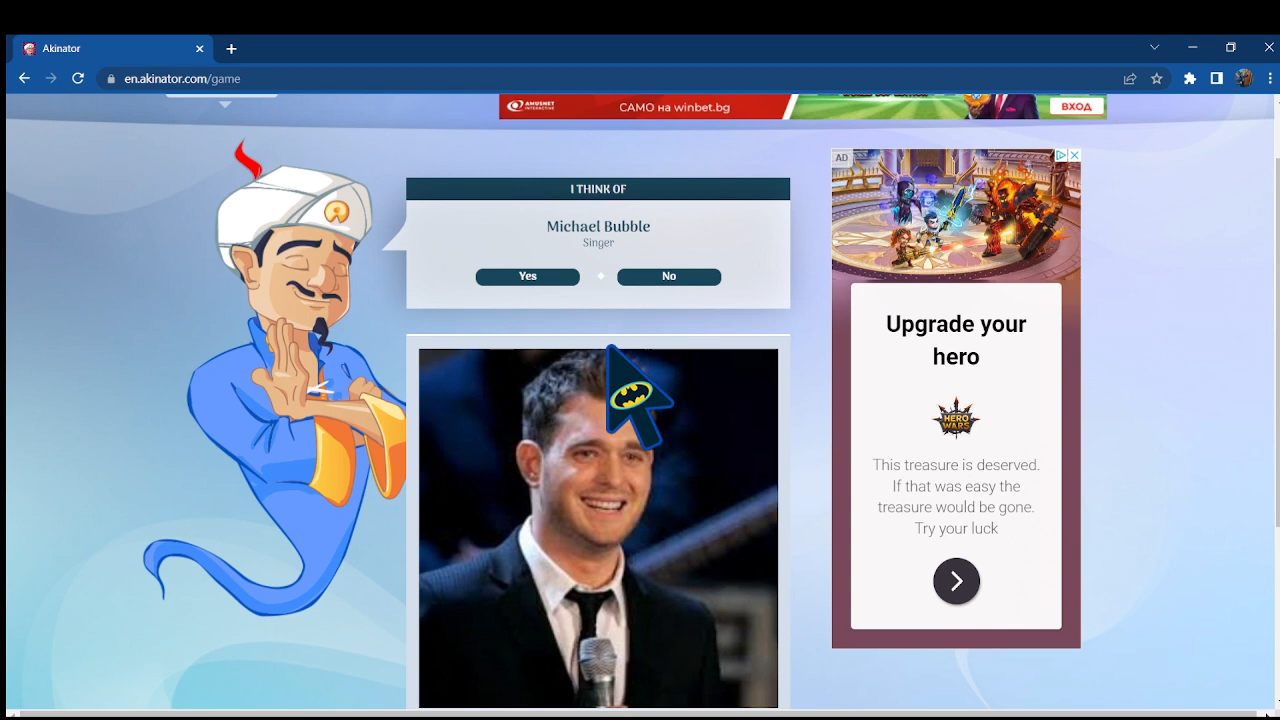 Akinator
en.akinator.com/game
AMUSNET
INTERACTIVE
САМО на winbet.bg
ВХОД
AD
I THINK OF
Michael Bubble
Singer
Yes
No
Upgrade your
hero
HERO
WARS
This treasure is deserved.
If that was easy the
treasure would be gone.
Try your luck